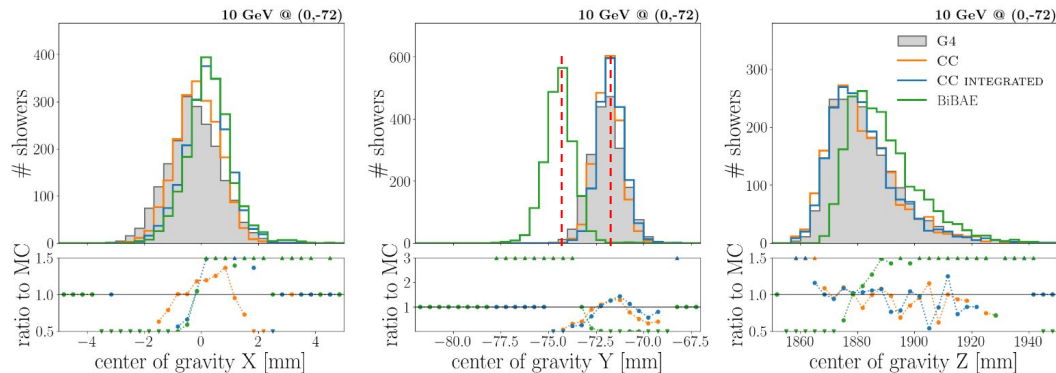 10 GeV @ (0,-72)
# showers
400
300
200
100
0
ratio to MC
1.5
1.0
0.5
−4
−2
0
2
4
center of gravity X [mm]
10 GeV @ (0,-72)
# showers
600
400
200
0
ratio to MC
3
2
1
0
−80.0
−77.5
−75.0
−72.5
−70.0
−67.5
center of gravity Y [mm]
10 GeV @ (0,-72)
G4
CC
CC INTEGRATED
BiBAE
# showers
400
300
200
100
0
ratio to MC
1.5
1.0
0.5
1860
1880
1900
1920
1940
center of gravity Z [mm]